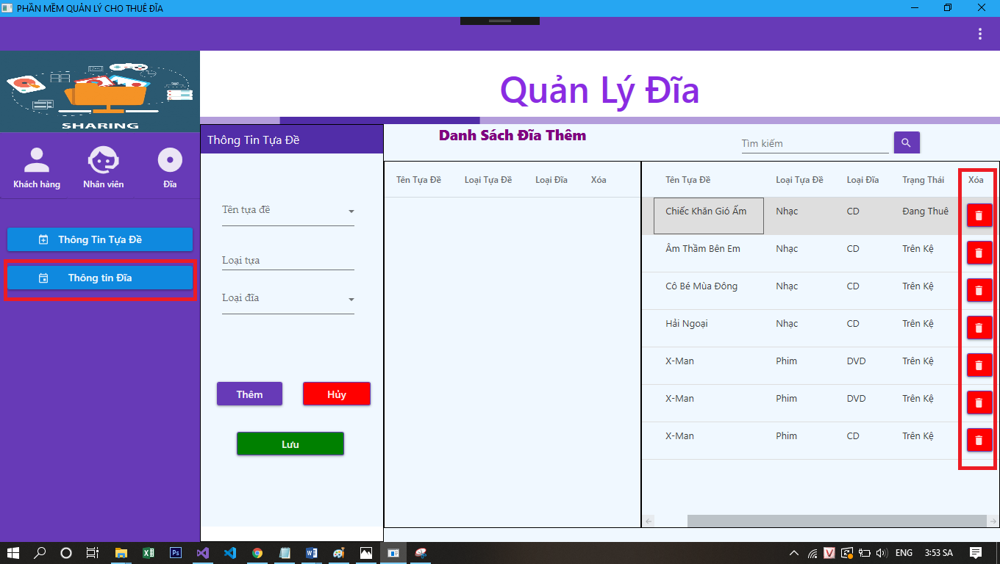 PHẦN MỀM QUẢN LÝ CHO THUÊ ĐĨA
SHARING
Khách hàng Nhân viên Đĩa
Thông Tin Tựa Đề
Thông tin Đĩa
Quản Lý Đĩa
Thông Tin Tựa Đề
Tên tựa đề
Loại tựa
Loại đĩa
Thêm Hủy
Lưu
Danh Sách Đĩa Thêm
Tìm kiếm
Tên Tựa Đề Loại Tựa Đề Loại Đĩa Xóa
Tên Tựa Đề Loại Tựa Đề Loại Đĩa Trạng Thái Xóa
Chiếc Khăn Gió Ấm Nhạc CD Đang Thuê
Âm Thầm Bên Em Nhạc CD Trên Kệ
Cô Bé Mùa Đông Nhạc CD Trên Kệ
Hải Ngoại Nhạc CD Trên Kệ
X-Man Phim DVD Trên Kệ
X-Man Phim DVD Trên Kệ
X-Man Phim CD Trên Kệ
ENG 3:53 SA